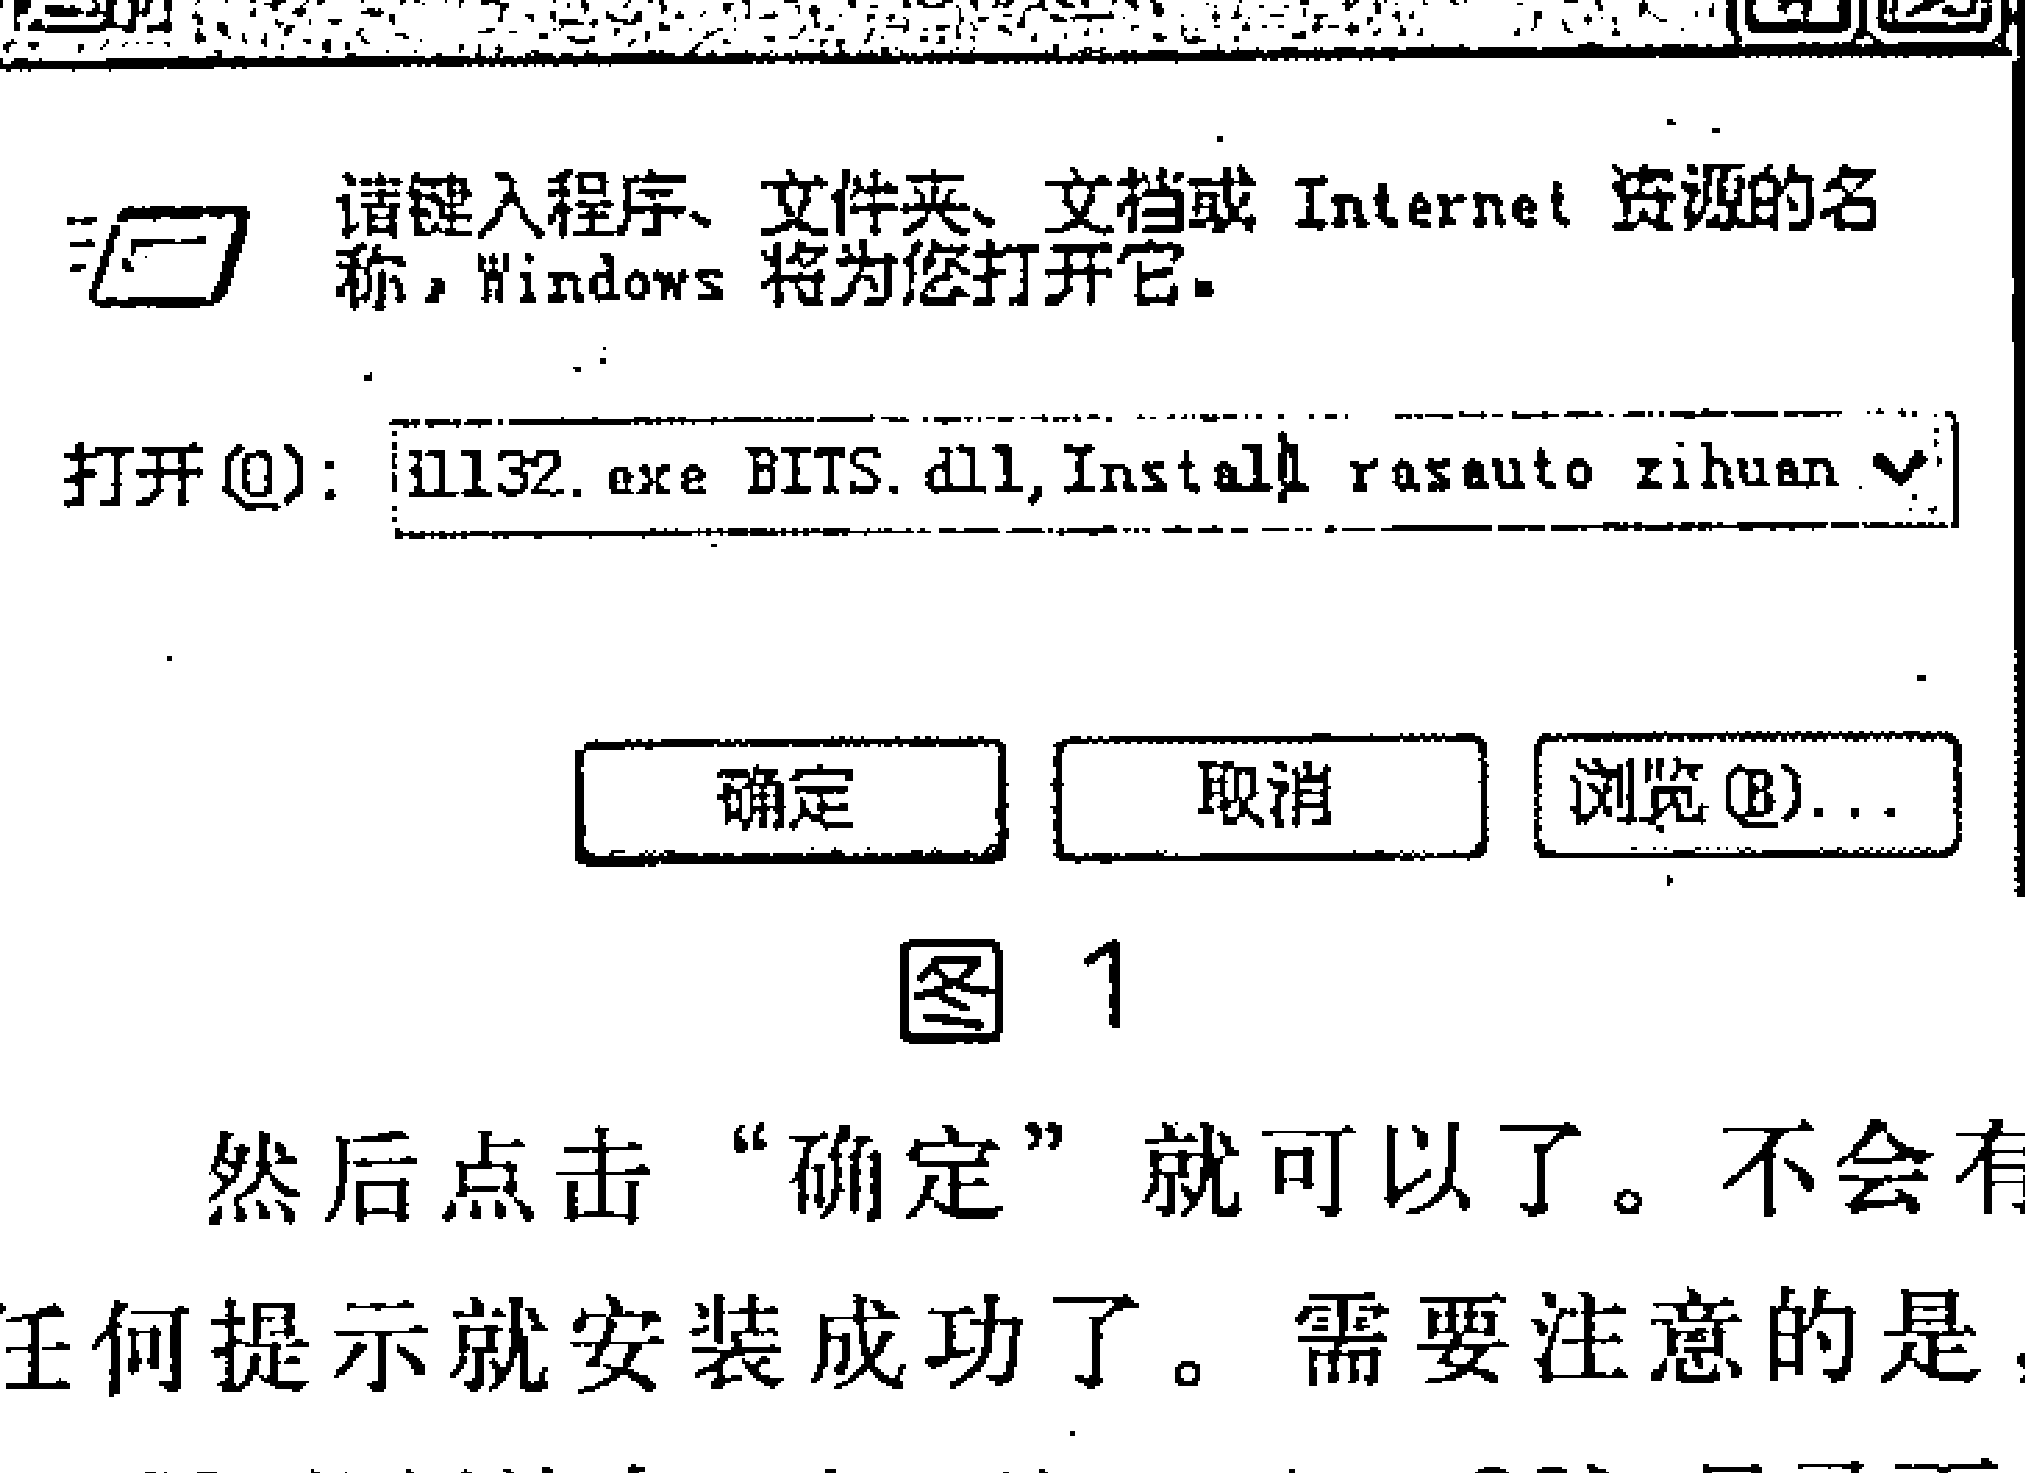 请键入程序、文件夹、文档或 Internet 资源的名
称，Windows 将为您打开它。
打开(O): ll32.exe BITS.dll,Install rasauto zihuan
确定 取消 浏览(B)...
图 1
然后点击“确定”就可以了。不会有
任何提示就安装成功了。需要注意的是，